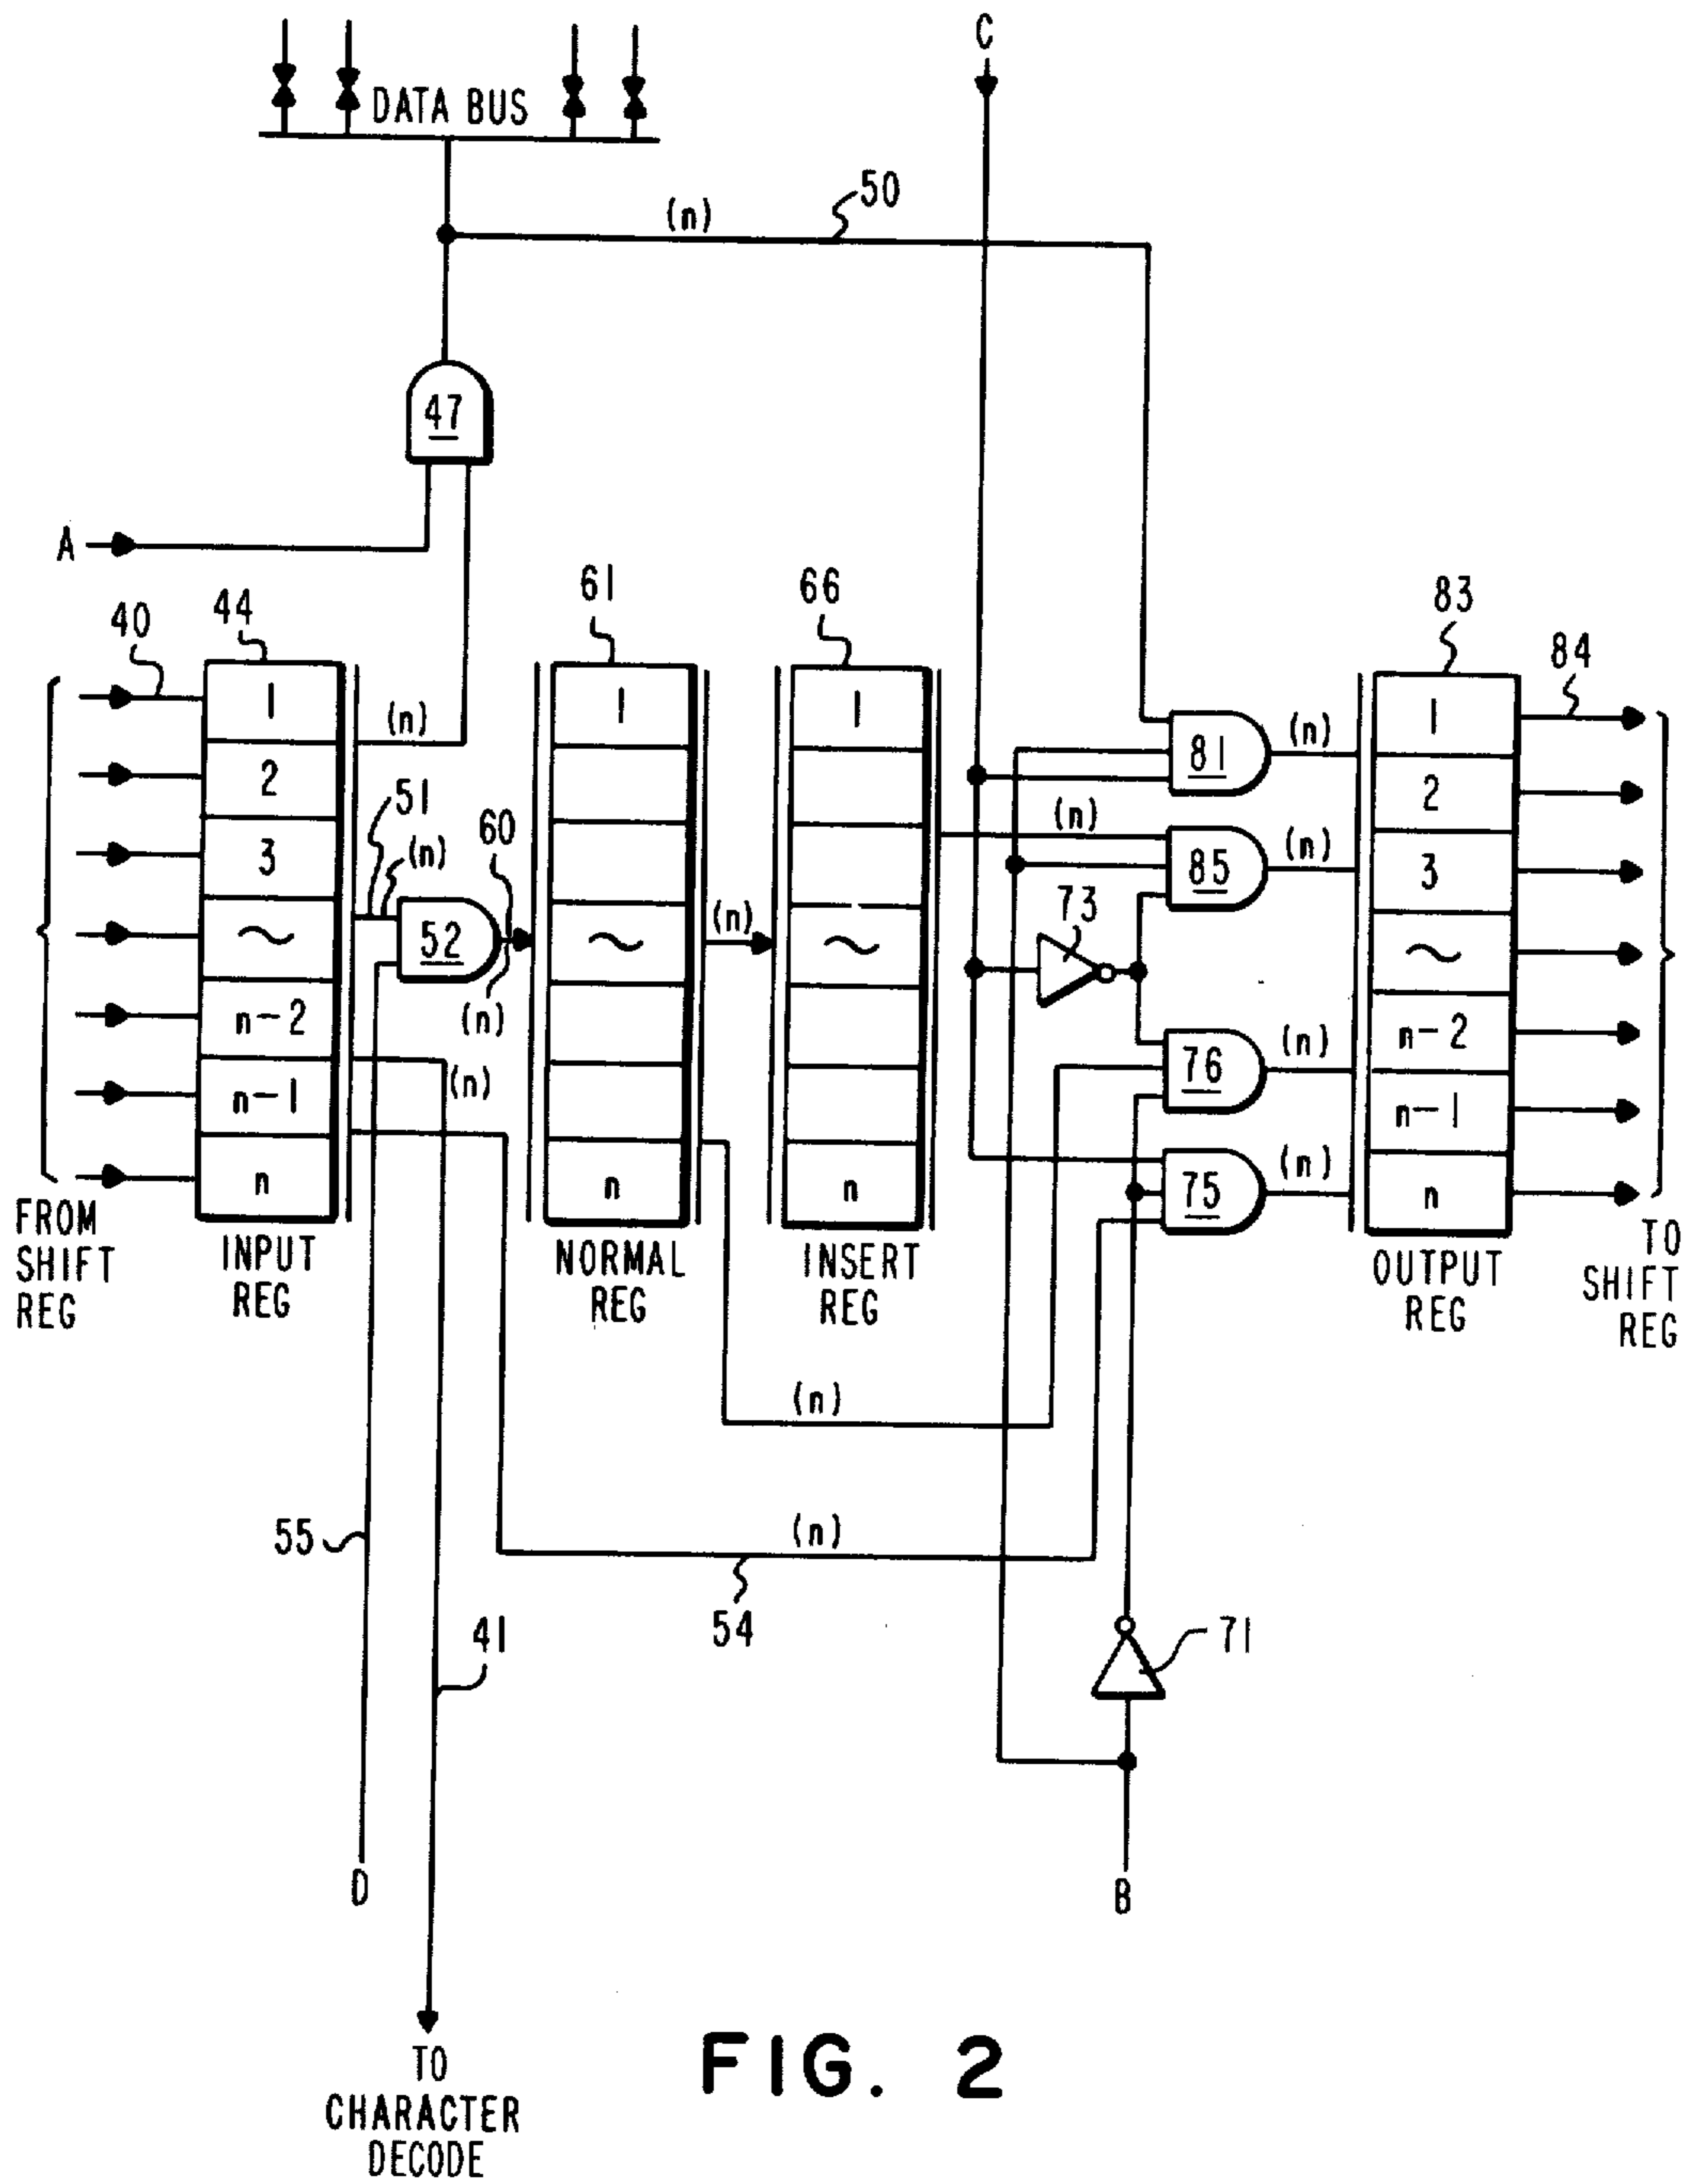 C
DATA BUS
50
(n)
47
A
61
66
83
40
44
84
1
1
1
1
(n)
(n)
81
2
2
51
(n)
60
(n)
85
(n)
3
3
73
(n)
52
~
~
~
~
(n)
n-2
(n)
n-2
76
(n)
n-1
n-1
75
(n)
n
n
n
n
FROM
SHIFT
REG
INPUT
REG
NORMAL
REG
INSERT
REG
OUTPUT
REG
TO
SHIFT
REG
(n)
55
(n)
54
41
71
D
B
TO
CHARACTER
DECODE
FIG. 2